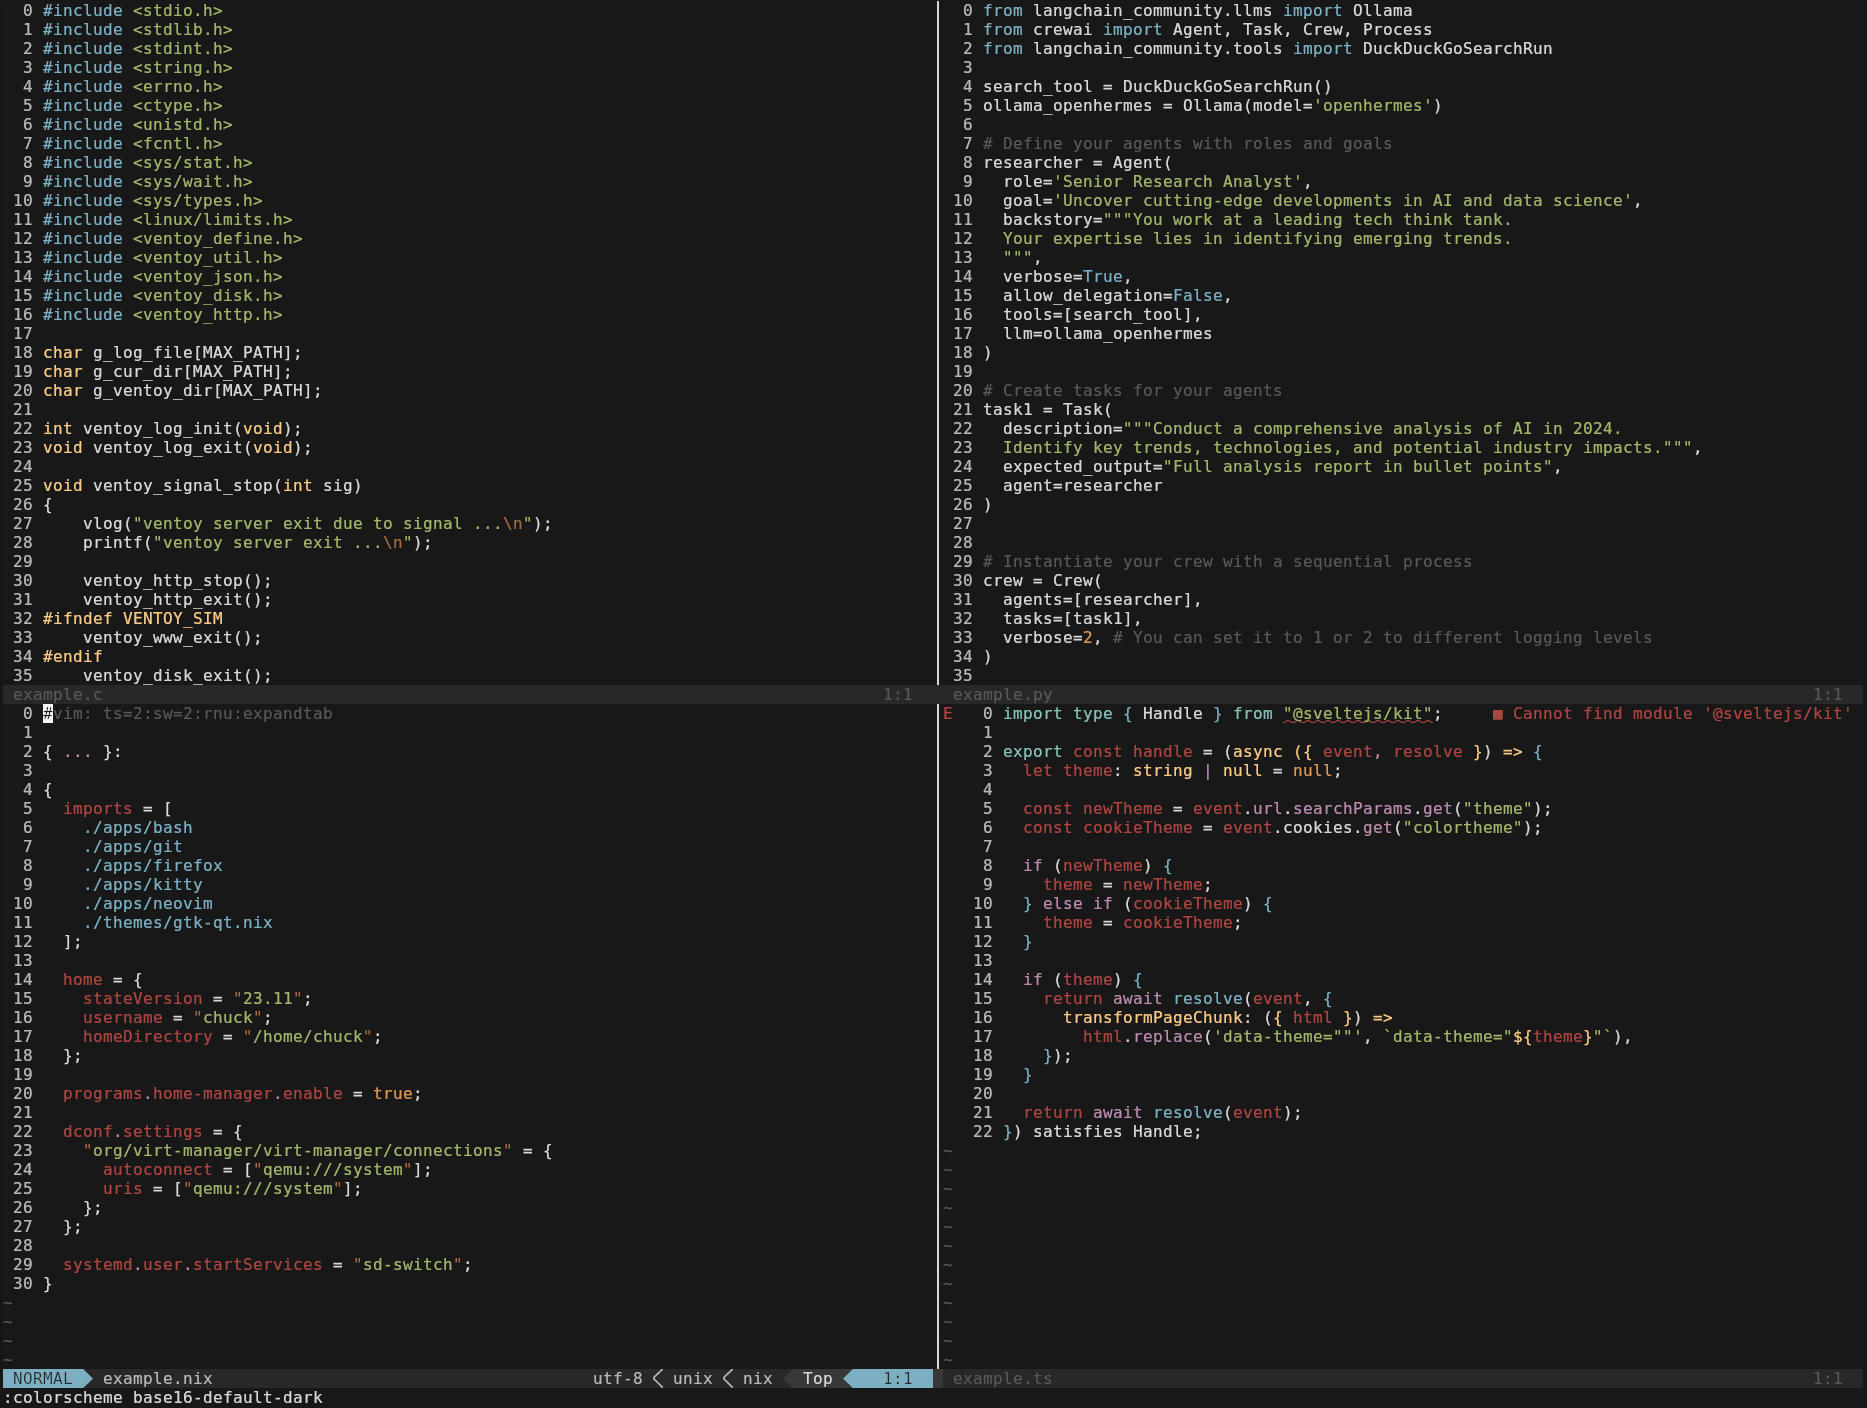 0 #include <stdio.h>
1 #include <stdlib.h>
2 #include <stdint.h>
3 #include <string.h>
4 #include <errno.h>
5 #include <ctype.h>
6 #include <unistd.h>
7 #include <fcntl.h>
8 #include <sys/stat.h>
9 #include <sys/wait.h>
10 #include <sys/types.h>
11 #include <linux/limits.h>
12 #include <ventoy_define.h>
13 #include <ventoy_util.h>
14 #include <ventoy_json.h>
15 #include <ventoy_disk.h>
16 #include <ventoy_http.h>
17
18 char g_log_file[MAX_PATH];
19 char g_cur_dir[MAX_PATH];
20 char g_ventoy_dir[MAX_PATH];
21
22 int ventoy_log_init(void);
23 void ventoy_log_exit(void);
24
25 void ventoy_signal_stop(int sig)
26 {
27     vlog("ventoy server exit due to signal ...\n");
28     printf("ventoy server exit ...\n");
29
30     ventoy_http_stop();
31     ventoy_http_exit();
32 #ifndef VENTOY_SIM
33     ventoy_www_exit();
34 #endif
35     ventoy_disk_exit();
example.c 1:1
0 from langchain_community.llms import Ollama
1 from crewai import Agent, Task, Crew, Process
2 from langchain_community.tools import DuckDuckGoSearchRun
3
4 search_tool = DuckDuckGoSearchRun()
5 ollama_openhermes = Ollama(model='openhermes')
6
7 # Define your agents with roles and goals
8 researcher = Agent(
9   role='Senior Research Analyst',
10   goal='Uncover cutting-edge developments in AI and data science',
11   backstory="""You work at a leading tech think tank.
12   Your expertise lies in identifying emerging trends.
13   """,
14   verbose=True,
15   allow_delegation=False,
16   tools=[search_tool],
17   llm=ollama_openhermes
18 )
19
20 # Create tasks for your agents
21 task1 = Task(
22   description="""Conduct a comprehensive analysis of AI in 2024.
23   Identify key trends, technologies, and potential industry impacts.""",
24   expected_output="Full analysis report in bullet points",
25   agent=researcher
26 )
27
28
29 # Instantiate your crew with a sequential process
30 crew = Crew(
31   agents=[researcher],
32   tasks=[task1],
33   verbose=2, # You can set it to 1 or 2 to different logging levels
34 )
35
example.py 1:1
0 #vim: ts=2:sw=2:rnu:expandtab
1
2 { ... }:
3
4 {
5   imports = [
6     ./apps/bash
7     ./apps/git
8     ./apps/firefox
9     ./apps/kitty
10     ./apps/neovim
11     ./themes/gtk-qt.nix
12   ];
13
14   home = {
15     stateVersion = "23.11";
16     username = "chuck";
17     homeDirectory = "/home/chuck";
18   };
19
20   programs.home-manager.enable = true;
21
22   dconf.settings = {
23     "org/virt-manager/virt-manager/connections" = {
24       autoconnect = ["qemu:///system"];
25       uris = ["qemu:///system"];
26     };
27   };
28
29   systemd.user.startServices = "sd-switch";
30 }
~
~
~
~
NORMAL example.nix utf-8 unix nix Top 1:1
E 0 import type { Handle } from "@sveltejs/kit"; ■ Cannot find module '@sveltejs/kit'
1
2 export const handle = (async ({ event, resolve }) => {
3   let theme: string | null = null;
4
5   const newTheme = event.url.searchParams.get("theme");
6   const cookieTheme = event.cookies.get("colortheme");
7
8   if (newTheme) {
9     theme = newTheme;
10   } else if (cookieTheme) {
11     theme = cookieTheme;
12   }
13
14   if (theme) {
15     return await resolve(event, {
16       transformPageChunk: ({ html }) =>
17         html.replace('data-theme=""', `data-theme="${theme}"`),
18     });
19   }
20
21   return await resolve(event);
22 }) satisfies Handle;
~
~
~
~
~
~
~
~
~
~
~
~
example.ts 1:1
:colorscheme base16-default-dark